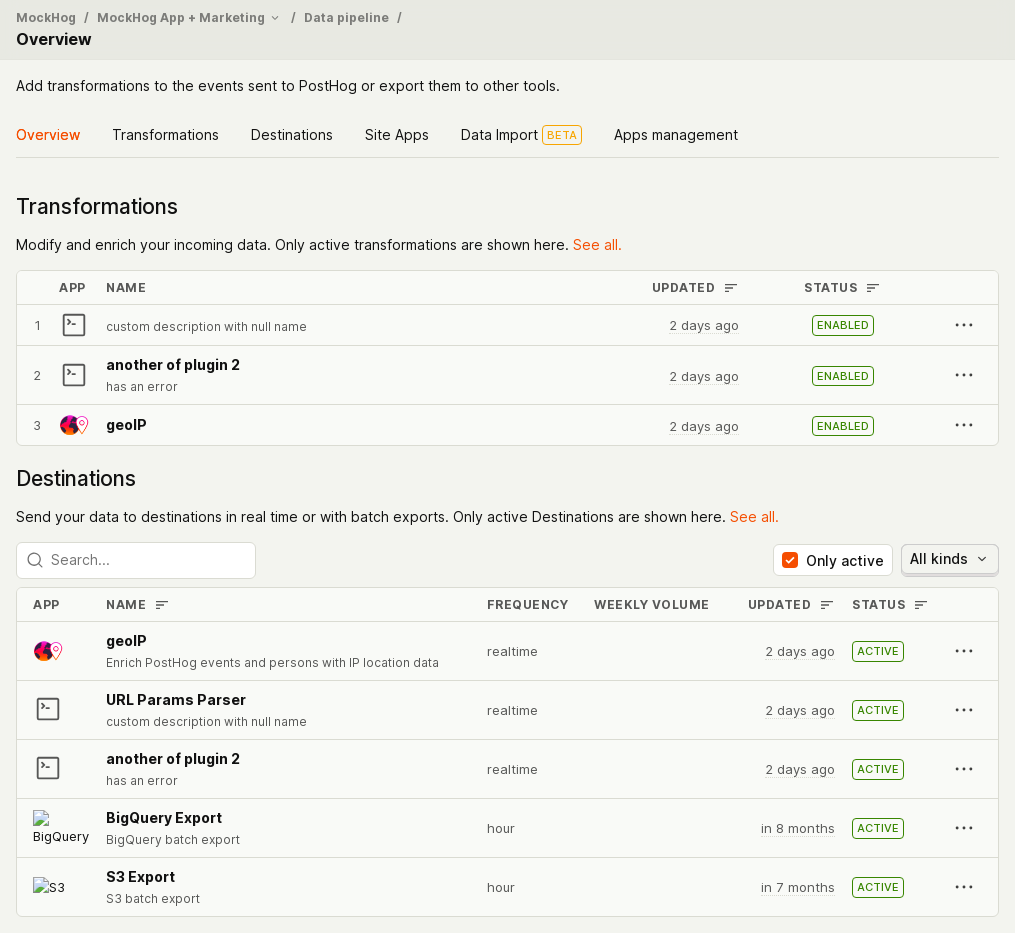 MockHog / MockHog App + Marketing / Data pipeline /
Overview
Add transformations to the events sent to PostHog or export them to other tools.
Overview Transformations Destinations Site Apps Data Import BETA Apps management
Transformations
Modify and enrich your incoming data. Only active transformations are shown here. See all.
APP NAME UPDATED STATUS
1 custom description with null name 2 days ago ENABLED
2 another of plugin 2 2 days ago ENABLED
has an error
3 geoIP 2 days ago ENABLED
Destinations
Send your data to destinations in real time or with batch exports. Only active Destinations are shown here. See all.
Search... Only active All kinds
APP NAME FREQUENCY WEEKLY VOLUME UPDATED STATUS
geoIP realtime 2 days ago ACTIVE
Enrich PostHog events and persons with IP location data
URL Params Parser realtime 2 days ago ACTIVE
custom description with null name
another of plugin 2 realtime 2 days ago ACTIVE
has an error
BigQuery BigQuery Export hour in 8 months ACTIVE
BigQuery batch export
S3 S3 Export hour in 7 months ACTIVE
S3 batch export